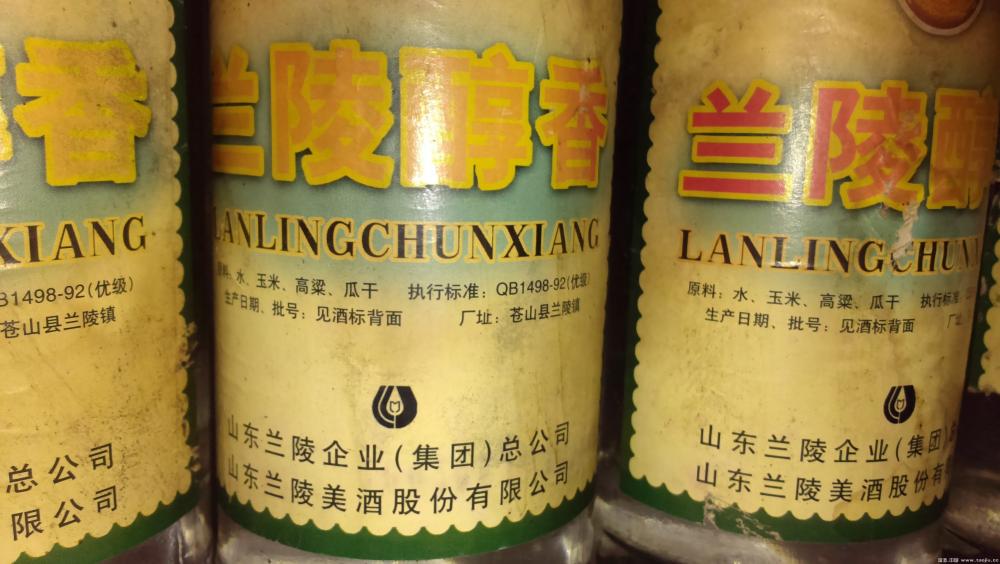 香
XIANG
B1498-92(优级)
苍山县兰陵镇
总公司
限公司
兰陵醇香
LANLINGCHUNXIANG
原料：水、玉米、高粱、瓜干 执行标准：QB1498-92(优级)
生产日期、批号：见酒标背面 厂址：苍山县兰陵镇
山东兰陵企业(集团)总公司
山东兰陵美酒股份有限公司
兰陵醇
LANLINGCHUN
原料：水、玉米、高粱、瓜干 执行标准：
生产日期、批号：见酒标背面 厂址
山东兰陵企业(集团)
山东兰陵美酒股份有